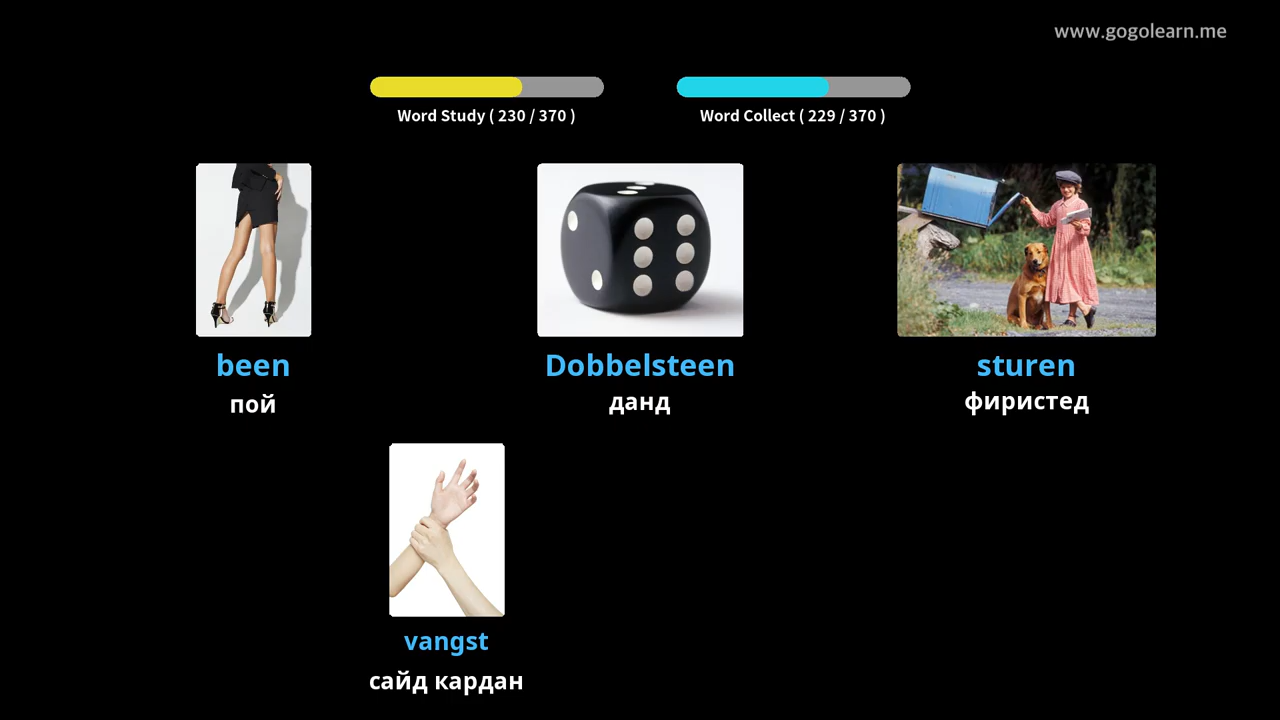 www.gogolearn.me
Word Study ( 230 / 370 )
Word Collect ( 229 / 370 )
been
пой
Dobbelsteen
данд
sturen
фиристед
vangst
сайд кардан